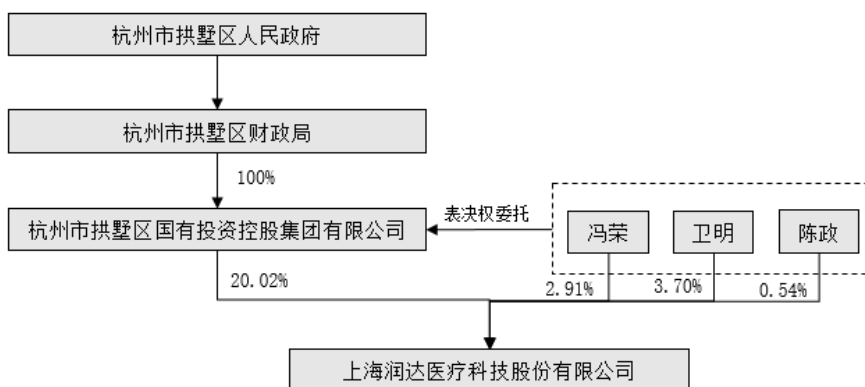 杭州市拱墅区人民政府
杭州市拱墅区财政局
100%
杭州市拱墅区国有投资控股集团有限公司
表决权委托
冯荣
卫明
陈政
20.02%
2.91%
3.70%
0.54%
上海润达医疗科技股份有限公司